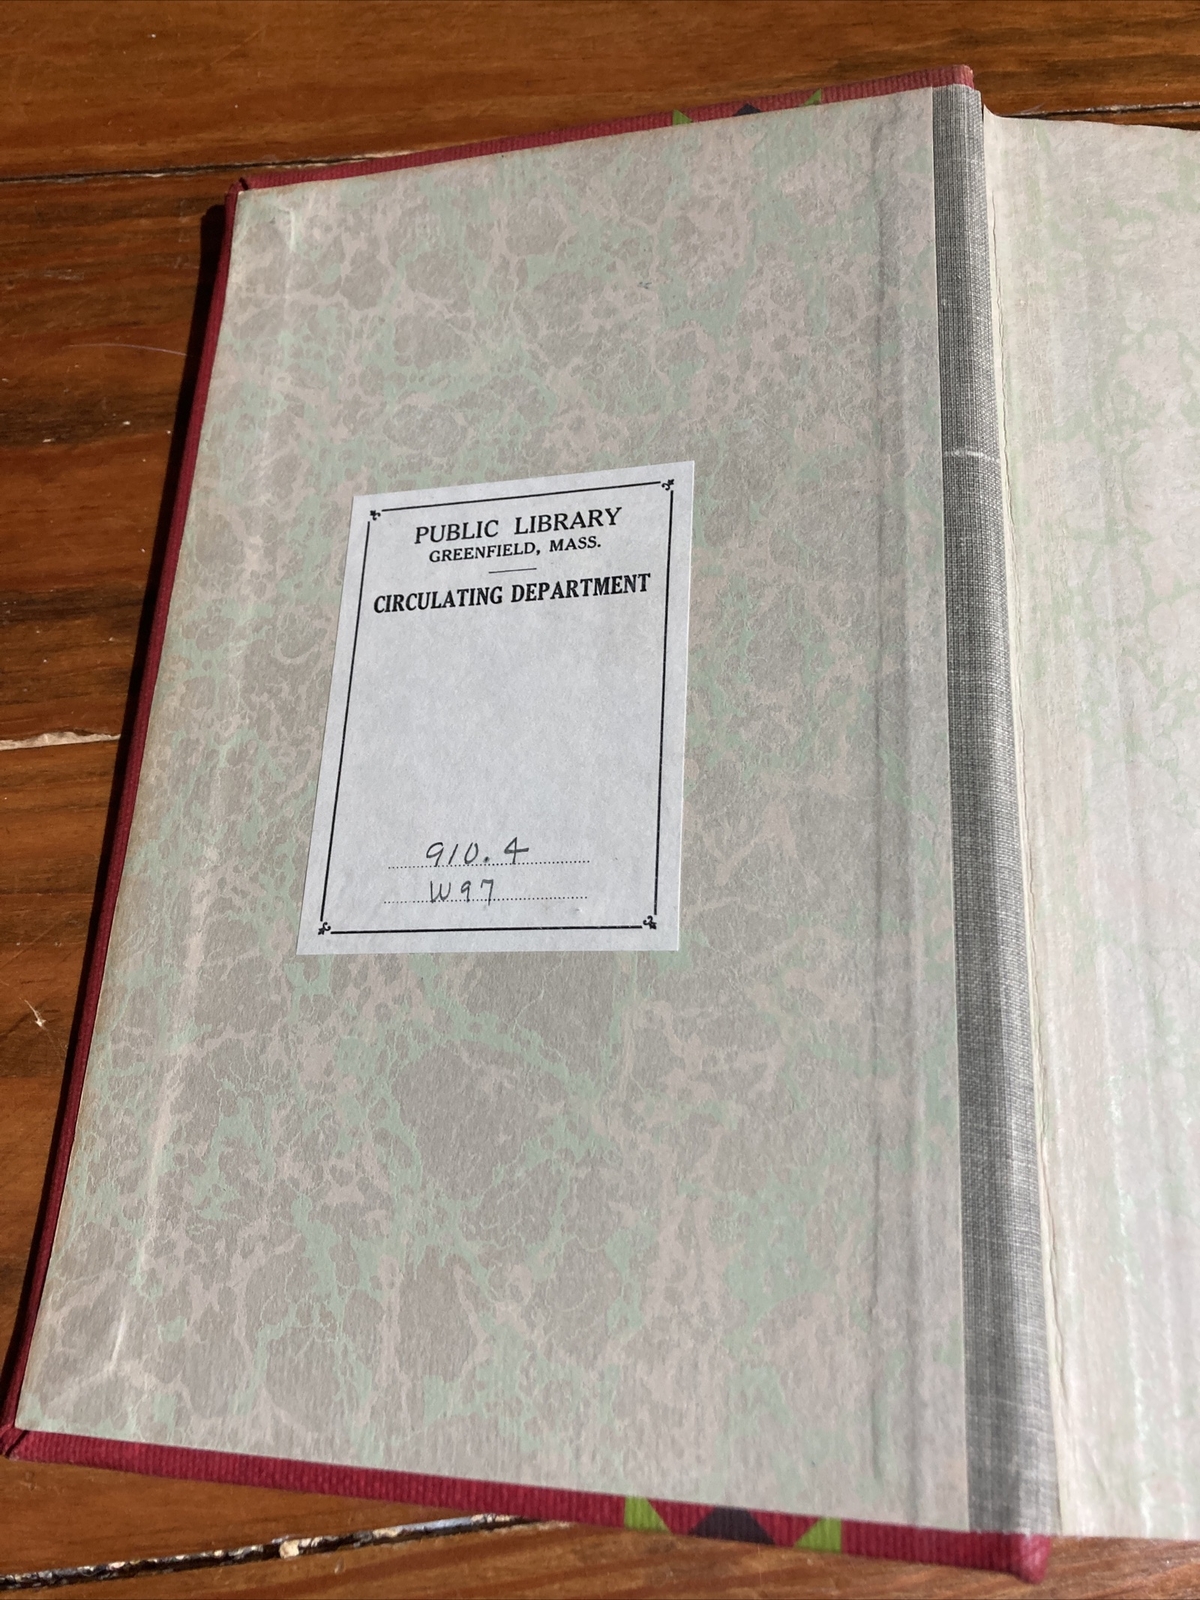 PUBLIC LIBRARY
GREENFIELD, MASS.
CIRCULATING DEPARTMENT
910.4
W97